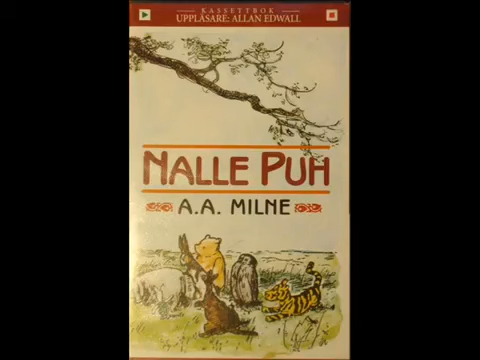 KASSETTBOK
UPPLÄSARE: ALLAN EDWALL
NALLE PUH
A.A. MILNE